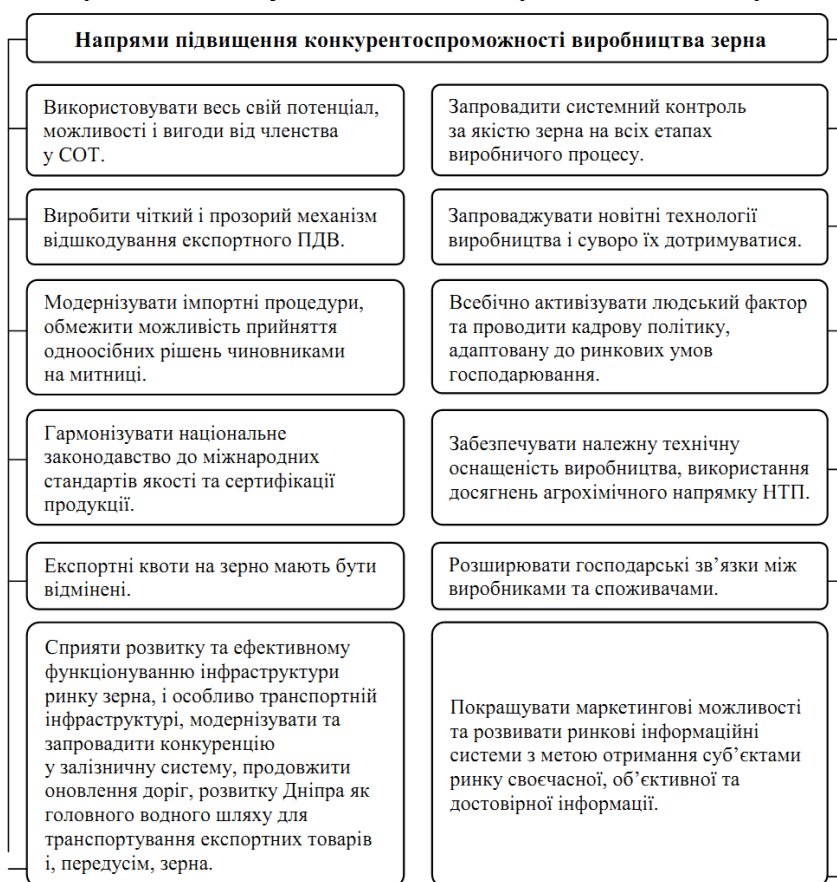 Напрями підвищення конкурентоспроможності виробництва зерна
Використовувати весь свій потенціал,
можливості і вигоди від членства
у СОТ.
Виробити чіткий і прозорий механізм
відшкодування експортного ПДВ.
Модернізувати імпортні процедури,
обмежити можливість прийняття
одноосібних рішень чиновниками
на митниці.
Гармонізувати національне
законодавство до міжнародних
стандартів якості та сертифікації
продукції.
Експортні квоти на зерно мають бути
відмінені.
Сприяти розвитку та ефективному
функціонуванню інфраструктури
ринку зерна, і особливо транспортній
інфраструктурі, модернізувати та
запровадити конкуренцію
у залізничну систему, продовжити
оновлення доріг, розвитку Дніпра як
головного водного шляху для
транспортування експортних товарів
і, передусім, зерна.
Запровадити системний контроль
за якістю зерна на всіх етапах
виробничого процесу.
Запроваджувати новітні технології
виробництва і суворо їх дотримуватися.
Всебічно активізувати людський фактор
та проводити кадрову політику,
адаптовану до ринкових умов
господарювання.
Забезпечувати належну технічну
оснащеність виробництва, використання
досягнень агрохімічного напрямку НТП.
Розширювати господарські зв’язки між
виробниками та споживачами.
Покращувати маркетингові можливості
та розвивати ринкові інформаційні
системи з метою отримання суб’єктами
ринку своєчасної, об’єктивної та
достовірної інформації.